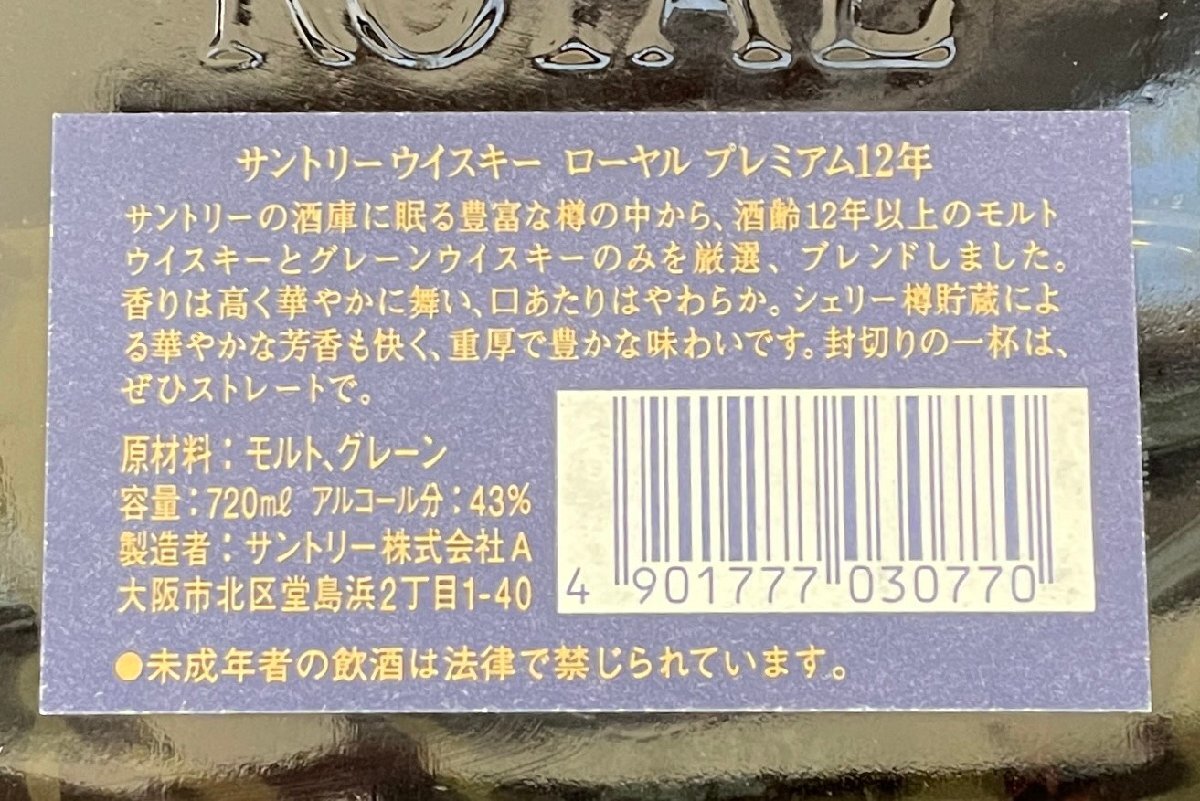 ROYAL
サントリーウイスキー ローヤル プレミアム12年
サントリーの酒庫に眠る豊富な樽の中から、酒齢12年以上のモルト
ウイスキーとグレーンウイスキーのみを厳選、ブレンドしました。
香りは高く華やかに舞い、口あたりはやわらか。シェリー樽貯蔵によ
る華やかな芳香も快く、重厚で豊かな味わいです。封切りの一杯は、
ぜひストレートで。
原材料：モルト、グレーン
容量：720ml アルコール分：43%
製造者：サントリー株式会社A
大阪市北区堂島浜2丁目1-40
4 901777 030770
●未成年者の飲酒は法律で禁じられています。